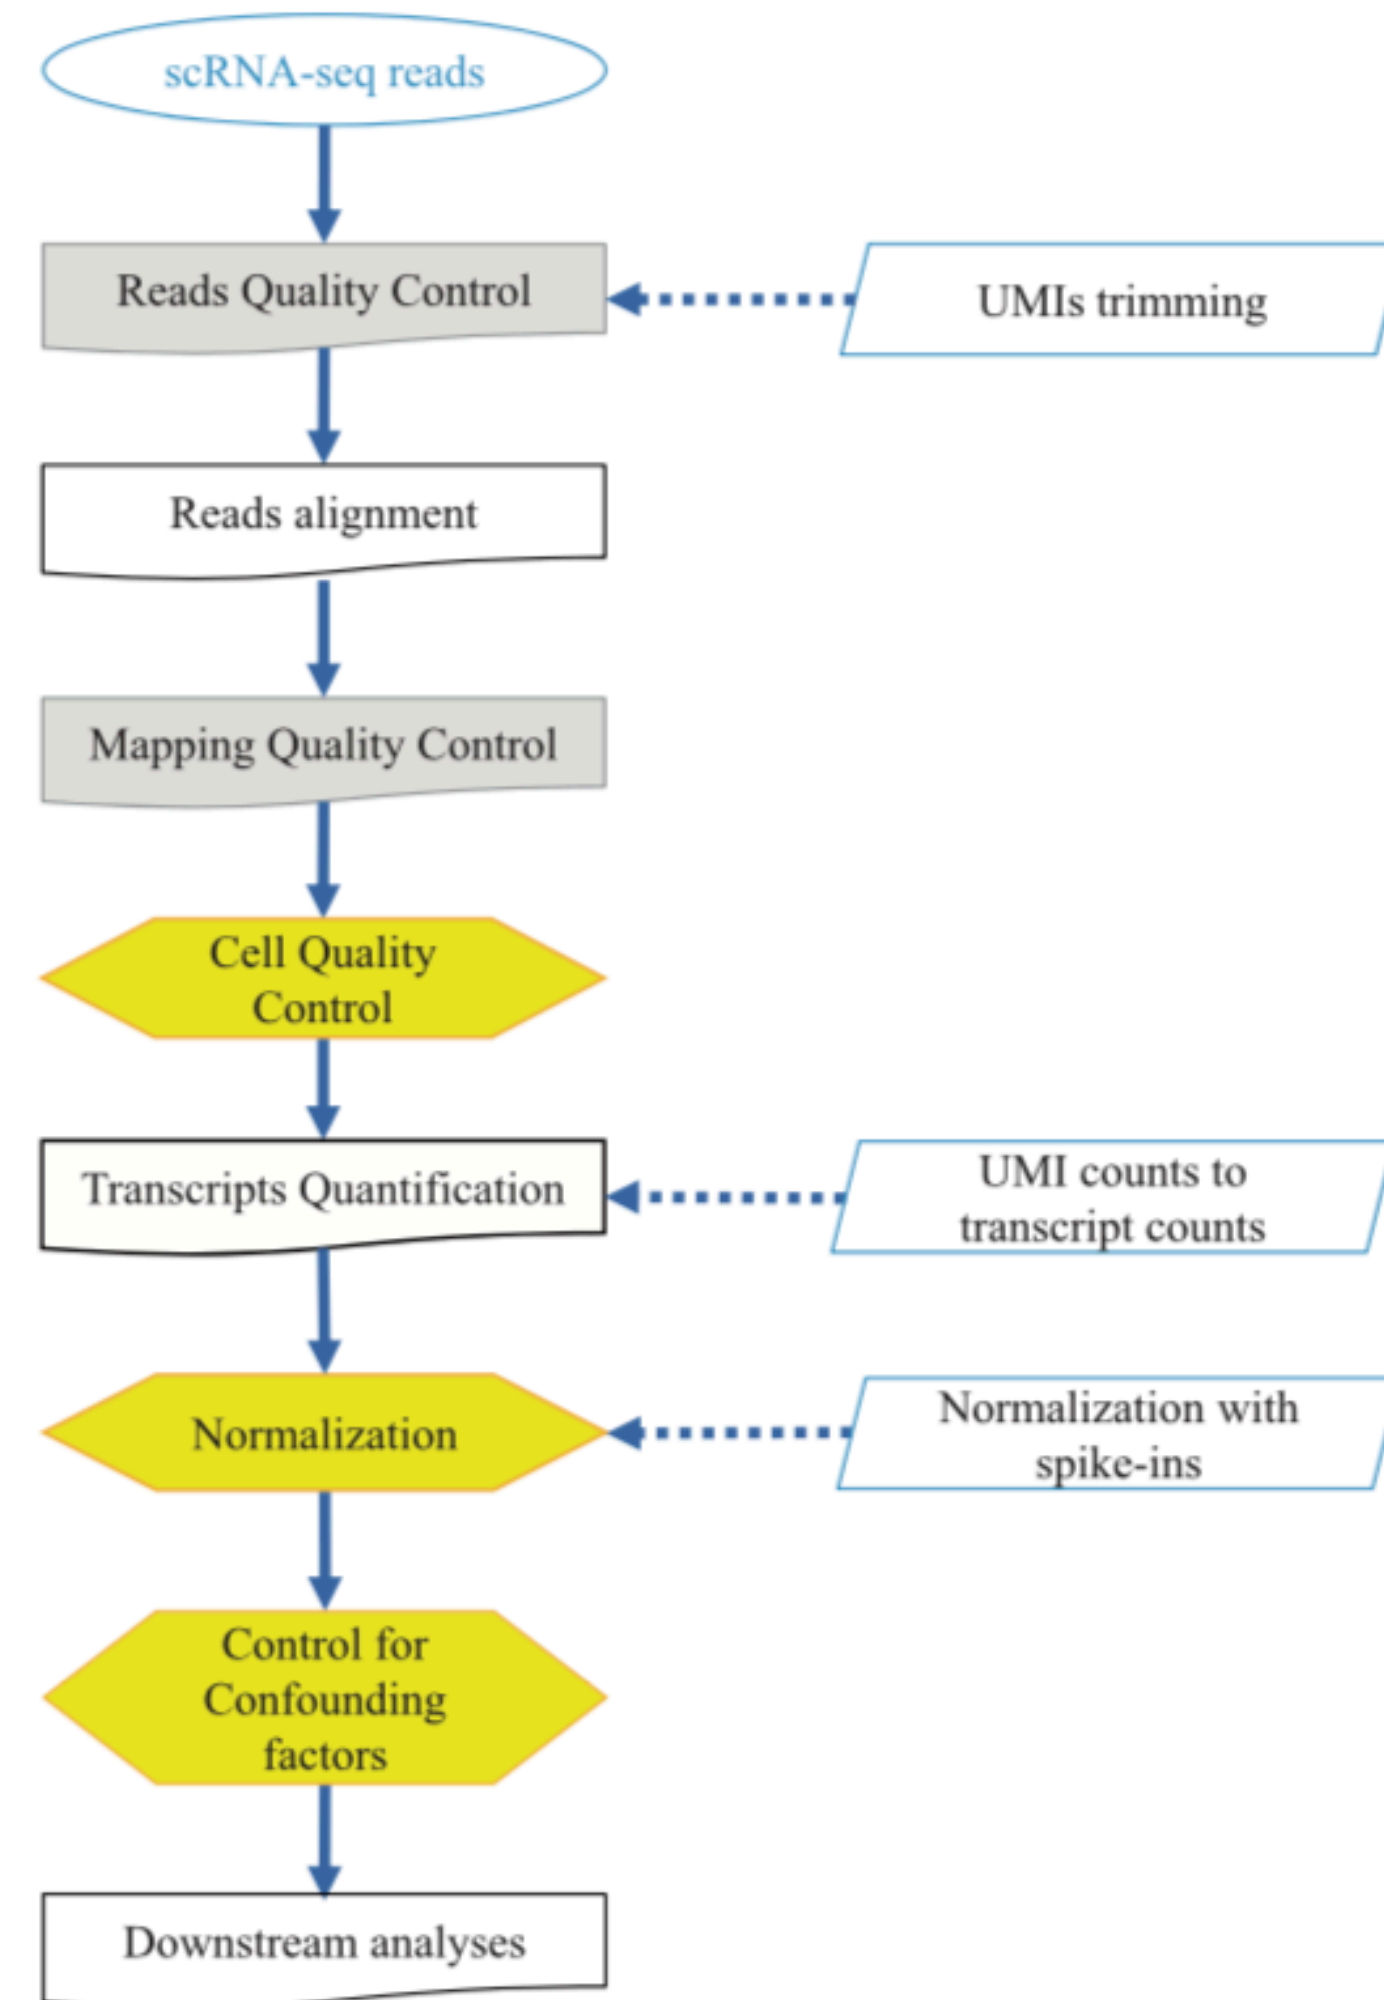 scRNA-seq reads
Reads Quality Control
UMIs trimming
Reads alignment
Mapping Quality Control
Cell Quality
Control
Transcripts Quantification
UMI counts to
transcript counts
Normalization
Normalization with
spike-ins
Control for
Confounding
factors
Downstream analyses